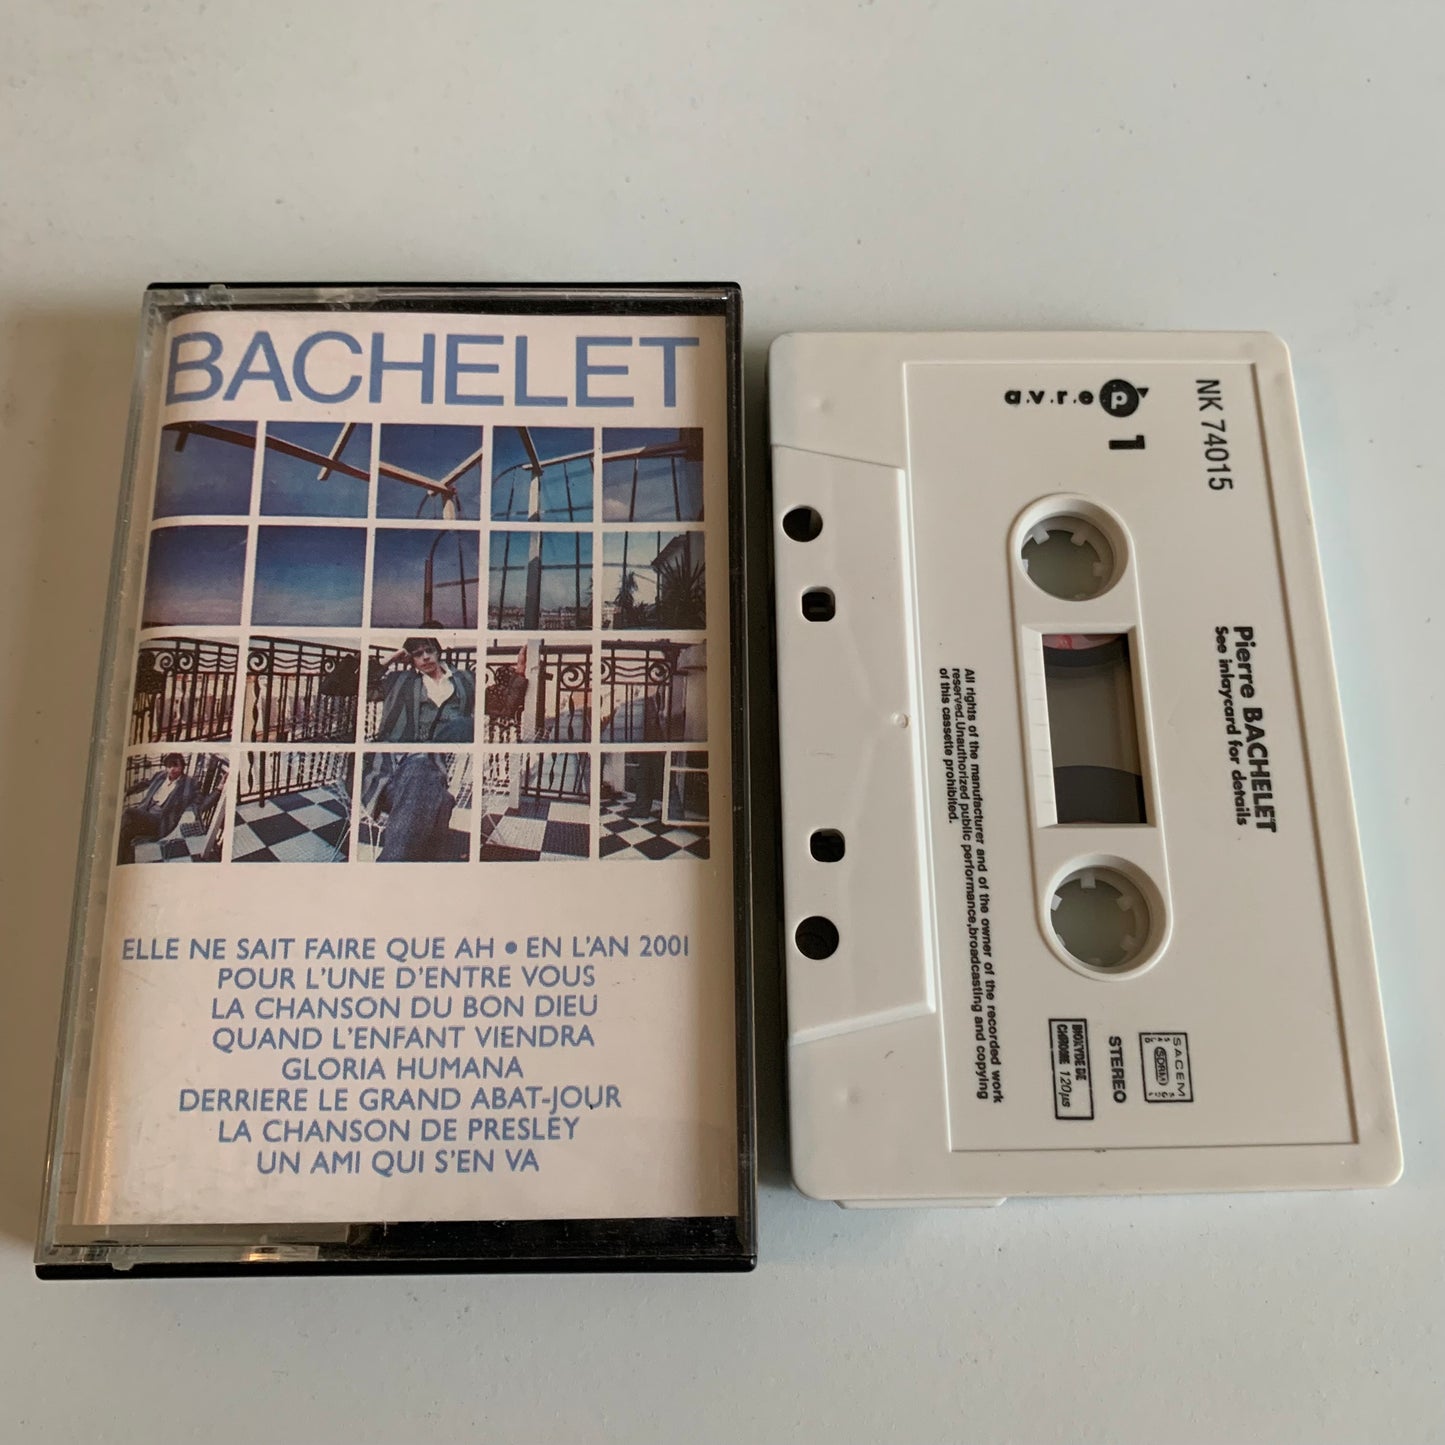 BACHELET
ELLE NE SAIT FAIRE QUE AH • EN L'AN 2001
POUR L'UNE D'ENTRE VOUS
LA CHANSON DU BON DIEU
QUAND L'ENFANT VIENDRA
GLORIA HUMANA
DERRIERE LE GRAND ABAT-JOUR
LA CHANSON DE PRESLEY
UN AMI QUI S'EN VA
NK 74015
a.v.r.e p
1
Pierre BACHELET
See inlaycard for details
All rights of the manufacturer and of the owner of the recorded work
reserved.Unauthorized public performance,broadcasting and copying
of this cassette prohibited.
SACEM
STEREO
BIOXYDE DE
CHROME 120µs